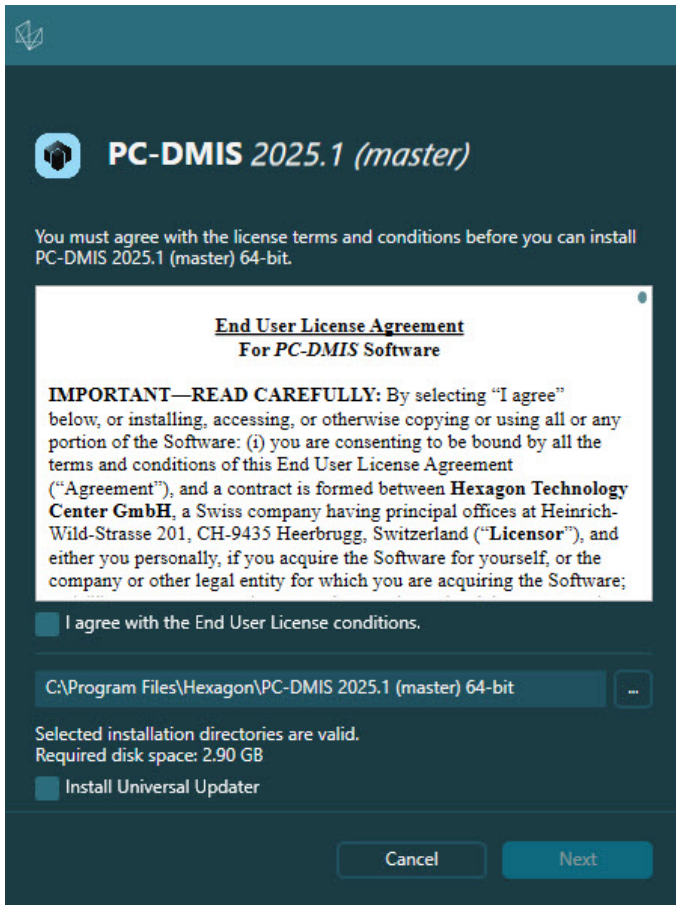 PC-DMIS 2025.1 (master)
You must agree with the license terms and conditions before you can install
PC-DMIS 2025.1 (master) 64-bit.
End User License Agreement
For PC-DMIS Software
IMPORTANT—READ CAREFULLY: By selecting “I agree”
below, or installing, accessing, or otherwise copying or using all or any
portion of the Software: (i) you are consenting to be bound by all the
terms and conditions of this End User License Agreement
(“Agreement”), and a contract is formed between Hexagon Technology
Center GmbH, a Swiss company having principal offices at Heinrich-
Wild-Strasse 201, CH-9435 Heerbrugg, Switzerland (“Licensor”), and
either you personally, if you acquire the Software for yourself, or the
company or other legal entity for which you are acquiring the Software;
I agree with the End User License conditions.
C:\Program Files\Hexagon\PC-DMIS 2025.1 (master) 64-bit
...
Selected installation directories are valid.
Required disk space: 2.90 GB
Install Universal Updater
Cancel
Next